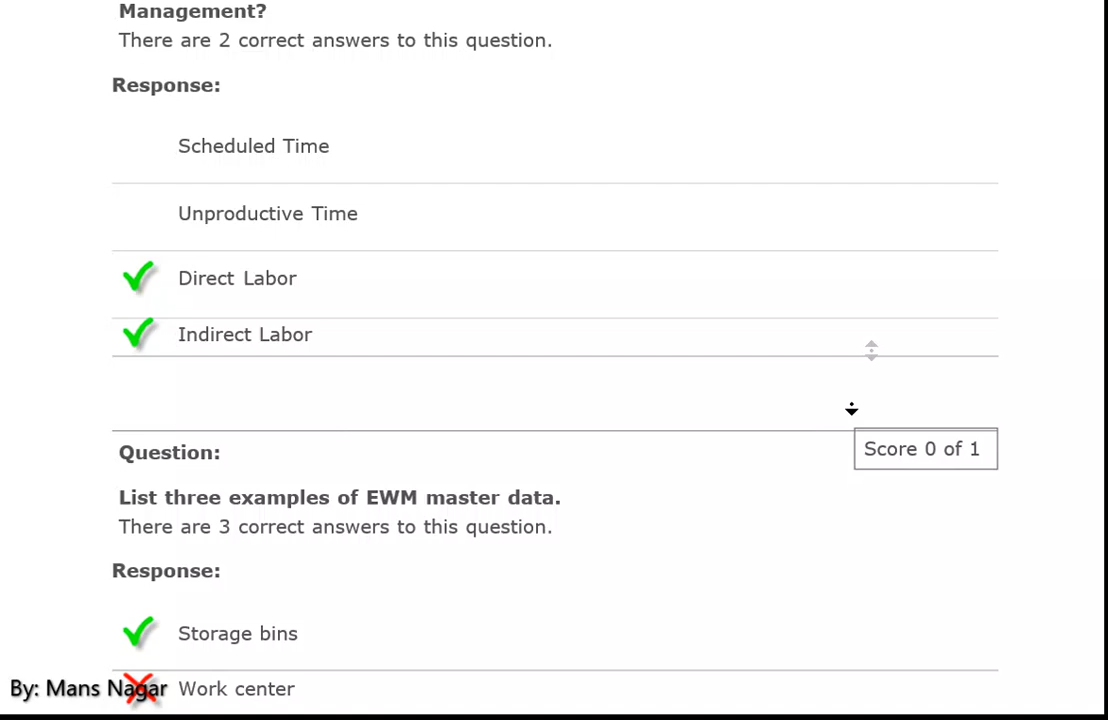 Management?
There are 2 correct answers to this question.
Response:
Scheduled Time
Unproductive Time
Direct Labor
Indirect Labor
Score 0 of 1
Question:
List three examples of EWM master data.
There are 3 correct answers to this question.
Response:
Storage bins
By: Mans Nagar Work center